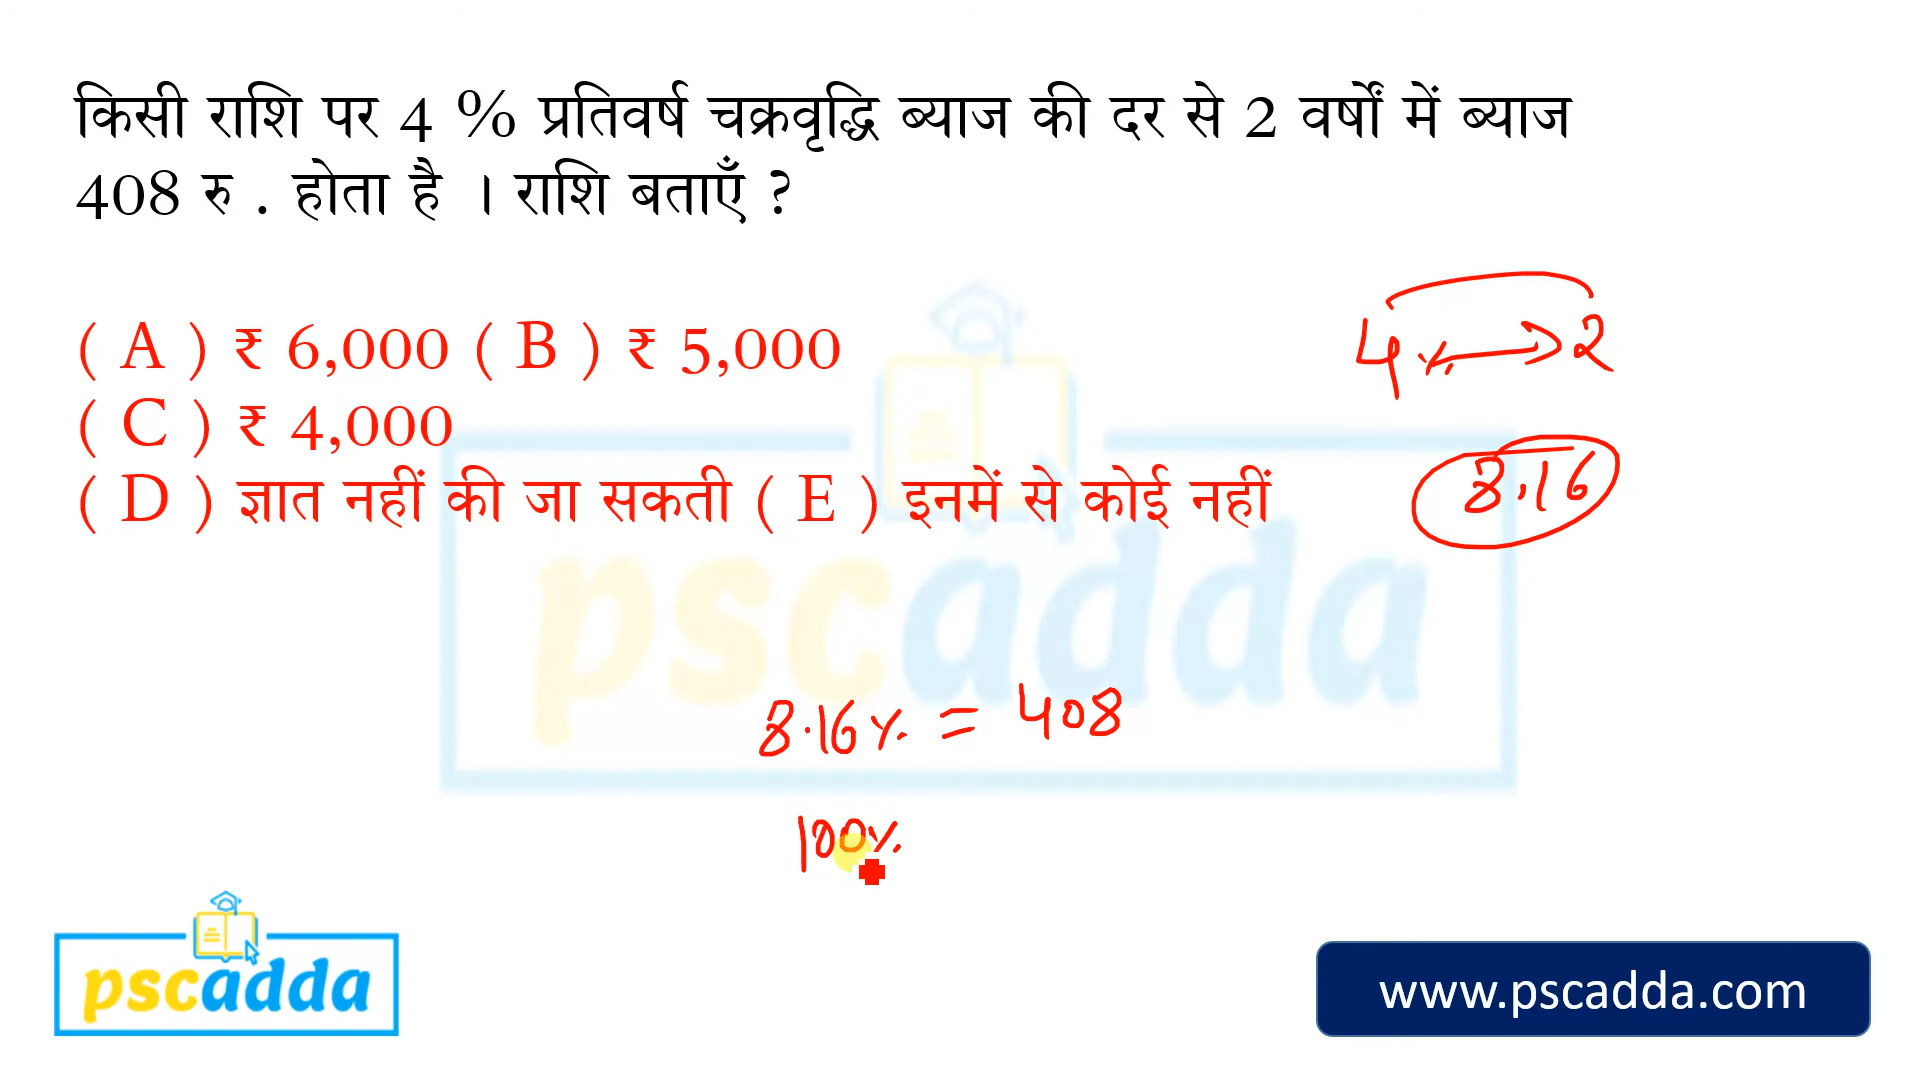 किसी राशि पर 4 % प्रतिवर्ष चक्रवृद्धि ब्याज की दर से 2 वर्षों में ब्याज
408 रु . होता है । राशि बताएँ ?
( A ) ₹ 6,000 ( B ) ₹ 5,000
( C ) ₹ 4,000
( D ) ज्ञात नहीं की जा सकती ( E ) इनमें से कोई नहीं
4% → 2
8.16
pscadda
8.16% = 408
100%
pscadda
www.pscadda.com